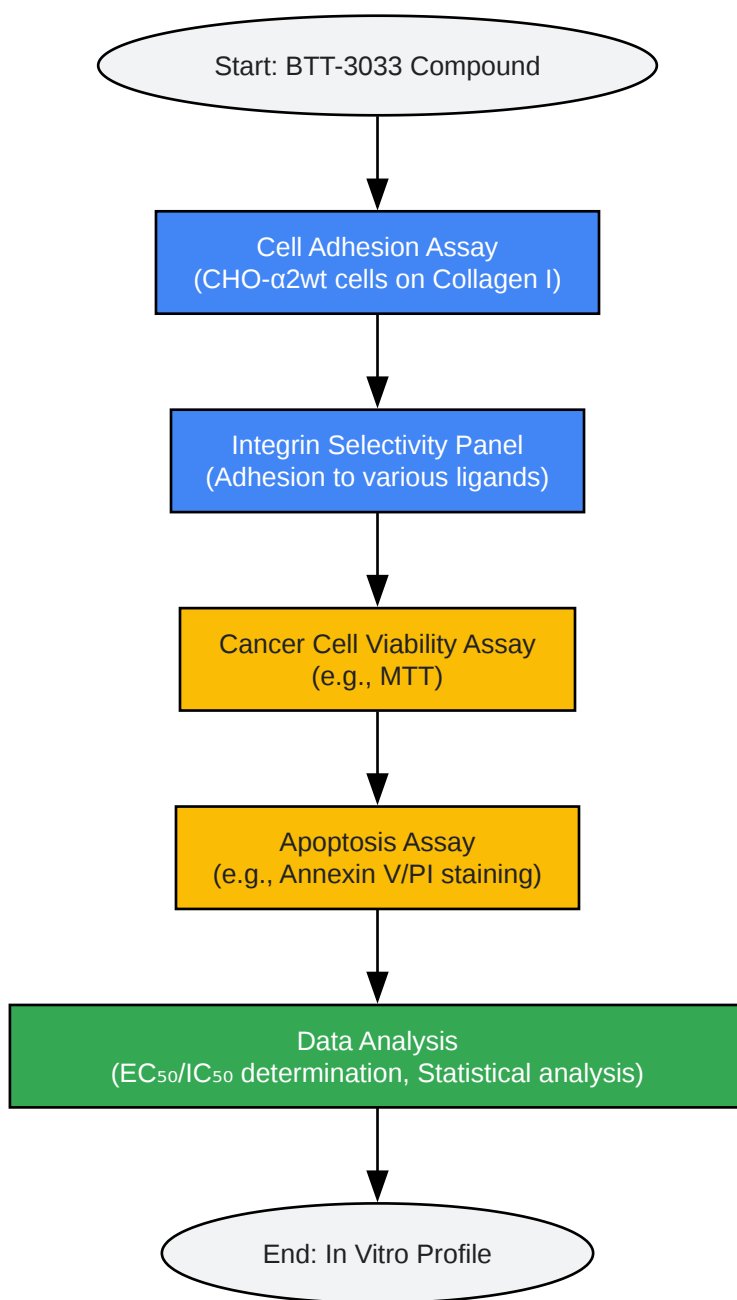 Start: BTT-3033 Compound
Cell Adhesion Assay
(CHO-α2wt cells on Collagen I)
Integrin Selectivity Panel
(Adhesion to various ligands)
Cancer Cell Viability Assay
(e.g., MTT)
Apoptosis Assay
(e.g., Annexin V/PI staining)
Data Analysis
(EC₅₀/IC₅₀ determination, Statistical analysis)
End: In Vitro Profile